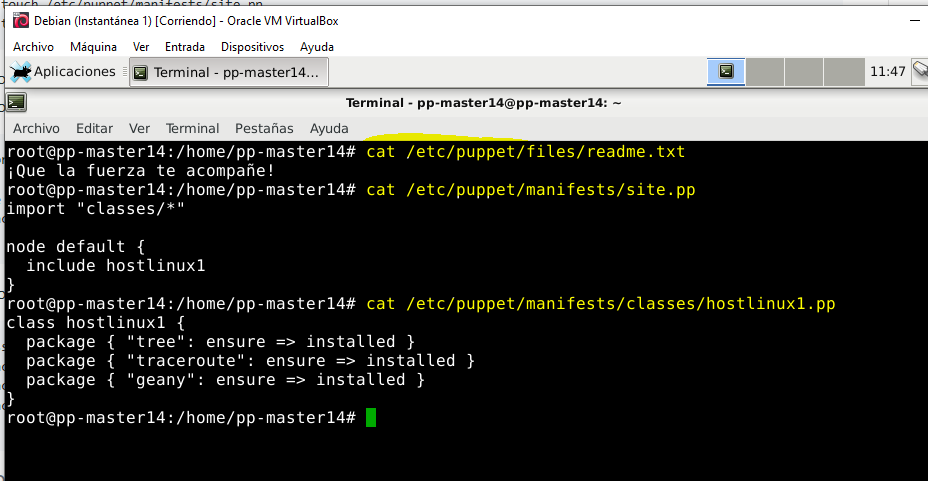 touch /etc/puppet/manifests/site.pp
Debian (Instantánea 1) [Corriendo] - Oracle VM VirtualBox
Archivo Máquina Ver Entrada Dispositivos Ayuda
Aplicaciones Terminal - pp-master14... 11:47
Terminal - pp-master14@pp-master14: ~
Archivo Editar Ver Terminal Pestañas Ayuda
root@pp-master14:/home/pp-master14# cat /etc/puppet/files/readme.txt
¡Que la fuerza te acompañe!
root@pp-master14:/home/pp-master14# cat /etc/puppet/manifests/site.pp
import "classes/*"
node default {
  include hostlinux1
}
root@pp-master14:/home/pp-master14# cat /etc/puppet/manifests/classes/hostlinux1.pp
class hostlinux1 {
  package { "tree": ensure => installed }
  package { "traceroute": ensure => installed }
  package { "geany": ensure => installed }
}
root@pp-master14:/home/pp-master14#